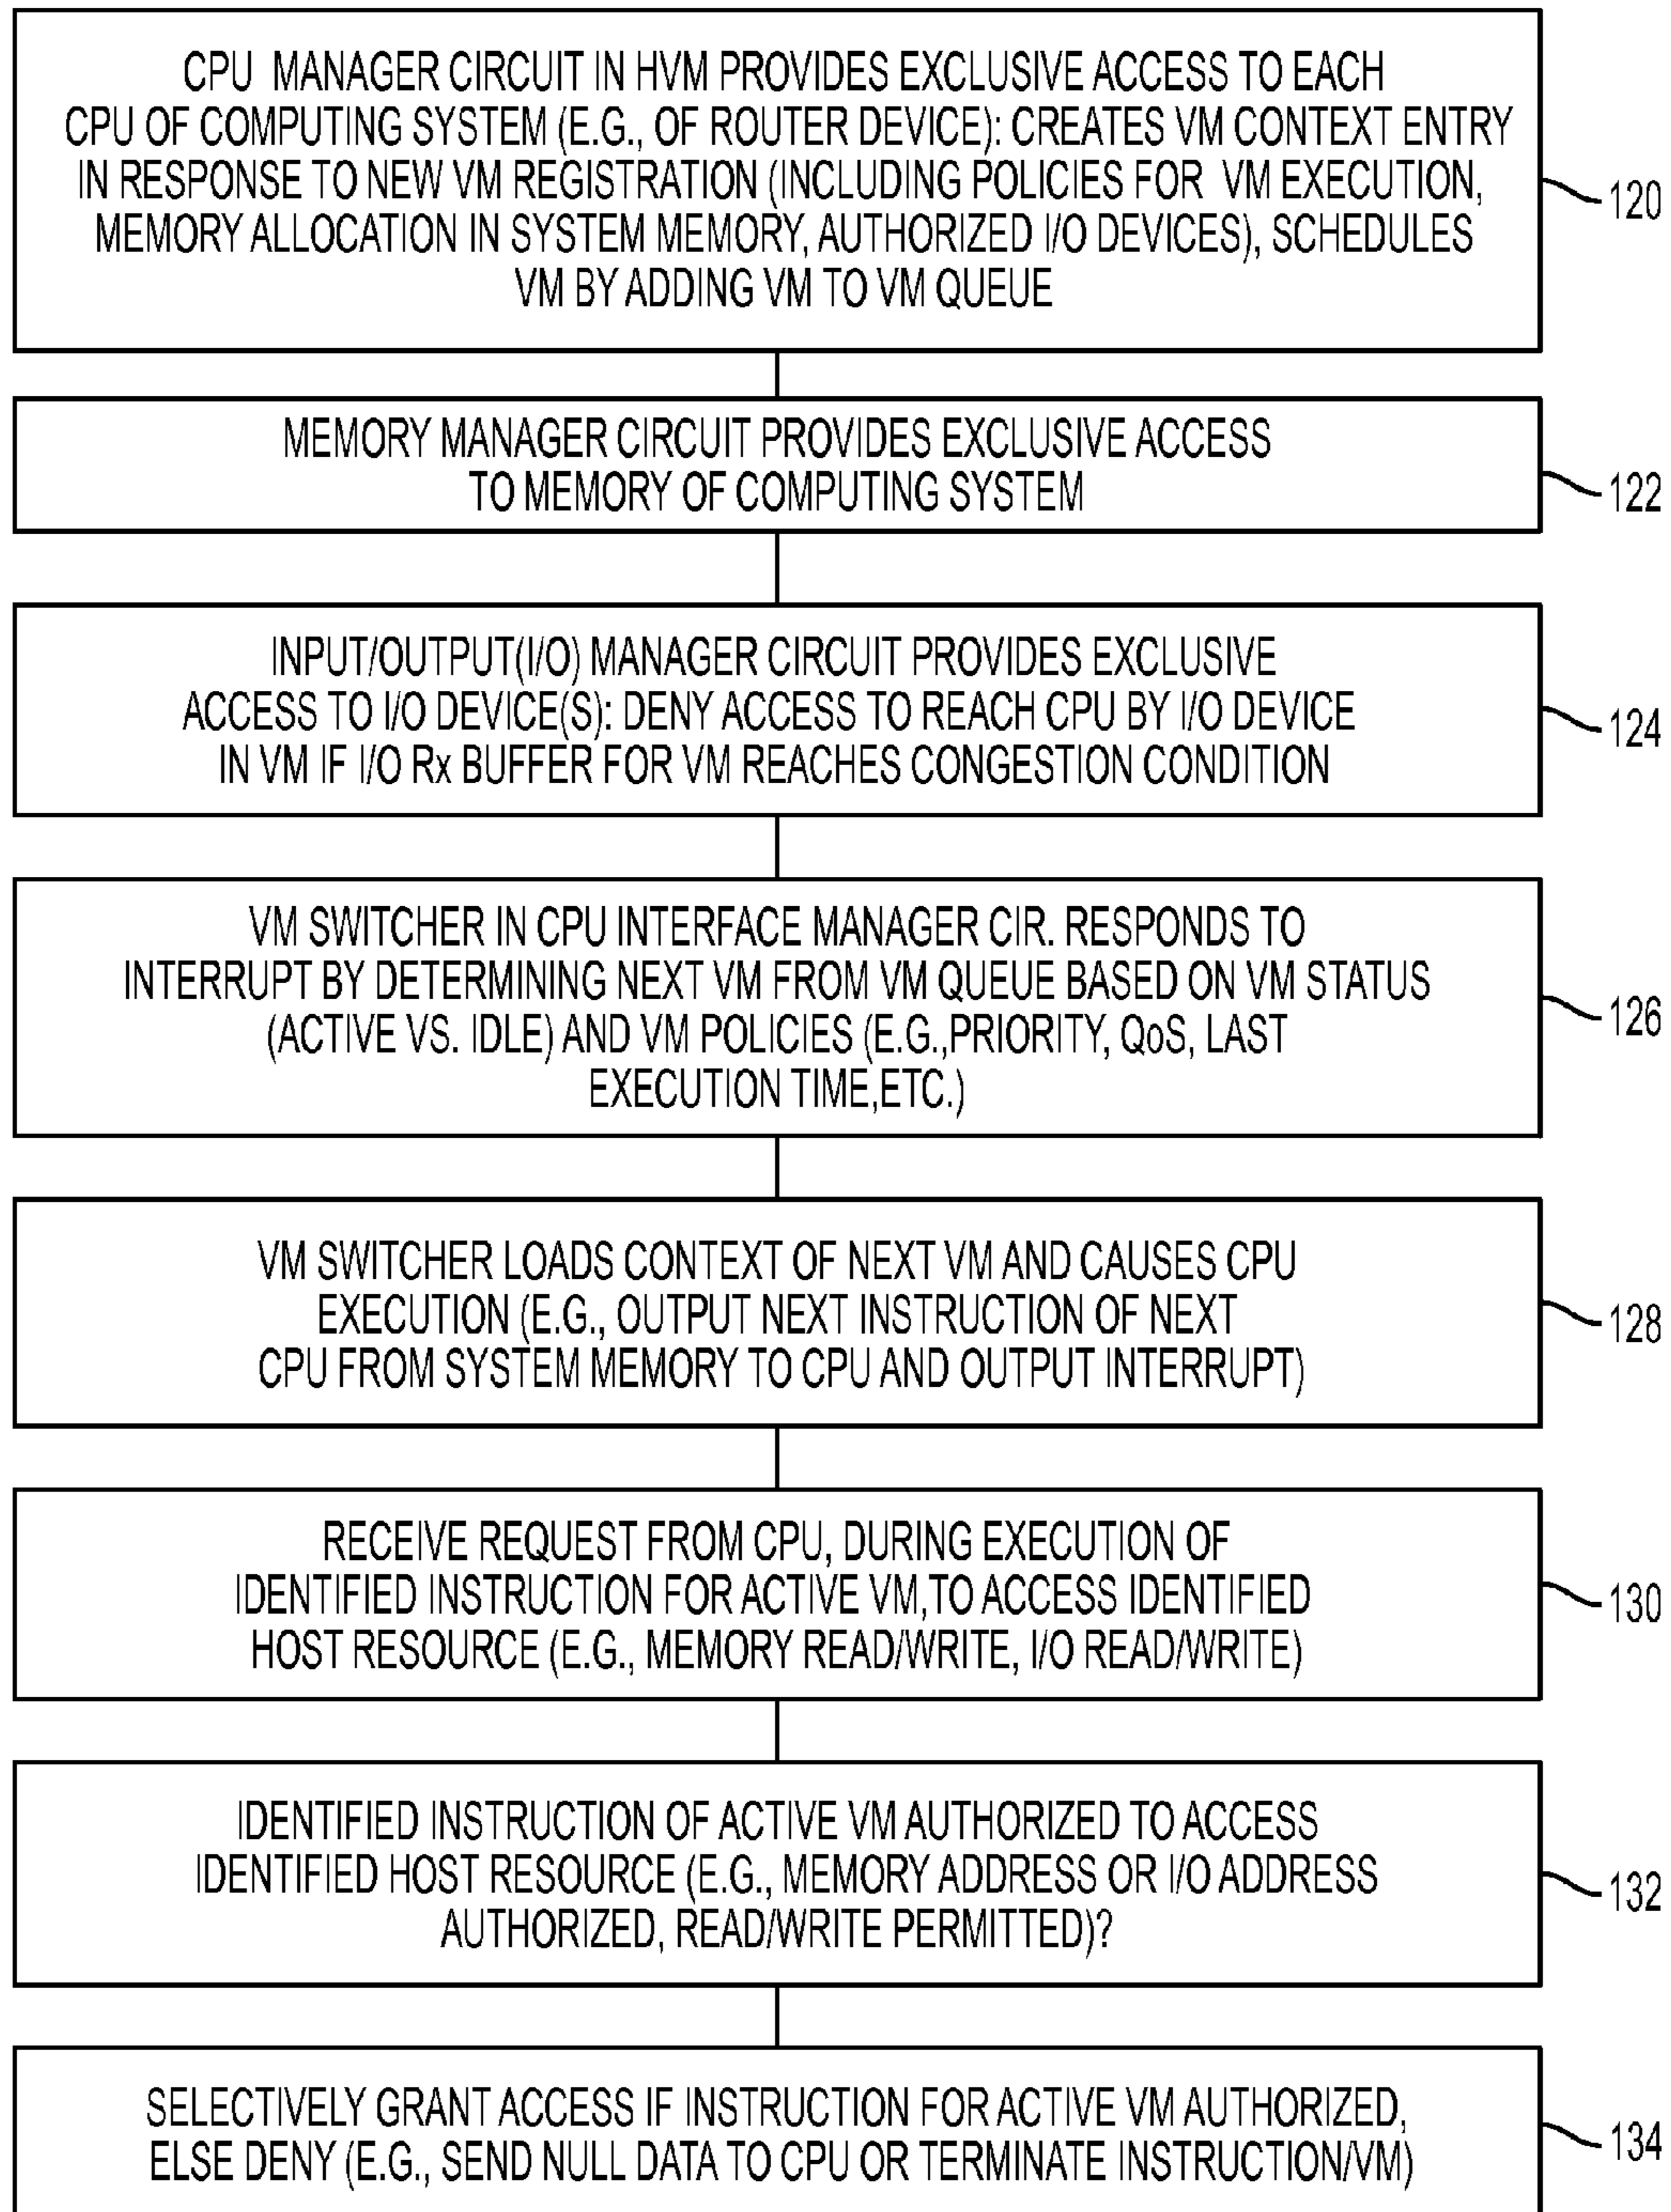 CPU MANAGER CIRCUIT IN HVM PROVIDES EXCLUSIVE ACCESS TO EACH
CPU OF COMPUTING SYSTEM (E.G., OF ROUTER DEVICE): CREATES VM CONTEXT ENTRY
IN RESPONSE TO NEW VM REGISTRATION (INCLUDING POLICIES FOR VM EXECUTION,
MEMORY ALLOCATION IN SYSTEM MEMORY, AUTHORIZED I/O DEVICES), SCHEDULES
VM BY ADDING VM TO VM QUEUE
120
MEMORY MANAGER CIRCUIT PROVIDES EXCLUSIVE ACCESS
TO MEMORY OF COMPUTING SYSTEM
122
INPUT/OUTPUT(I/O) MANAGER CIRCUIT PROVIDES EXCLUSIVE
ACCESS TO I/O DEVICE(S): DENY ACCESS TO REACH CPU BY I/O DEVICE
IN VM IF I/O Rx BUFFER FOR VM REACHES CONGESTION CONDITION
124
VM SWITCHER IN CPU INTERFACE MANAGER CIR. RESPONDS TO
INTERRUPT BY DETERMINING NEXT VM FROM VM QUEUE BASED ON VM STATUS
(ACTIVE VS. IDLE) AND VM POLICIES (E.G.,PRIORITY, QoS, LAST
EXECUTION TIME,ETC.)
126
VM SWITCHER LOADS CONTEXT OF NEXT VM AND CAUSES CPU
EXECUTION (E.G., OUTPUT NEXT INSTRUCTION OF NEXT
CPU FROM SYSTEM MEMORY TO CPU AND OUTPUT INTERRUPT)
128
RECEIVE REQUEST FROM CPU, DURING EXECUTION OF
IDENTIFIED INSTRUCTION FOR ACTIVE VM,TO ACCESS IDENTIFIED
HOST RESOURCE (E.G., MEMORY READ/WRITE, I/O READ/WRITE)
130
IDENTIFIED INSTRUCTION OF ACTIVE VM AUTHORIZED TO ACCESS
IDENTIFIED HOST RESOURCE (E.G., MEMORY ADDRESS OR I/O ADDRESS
AUTHORIZED, READ/WRITE PERMITTED)?
132
SELECTIVELY GRANT ACCESS IF INSTRUCTION FOR ACTIVE VM AUTHORIZED,
ELSE DENY (E.G., SEND NULL DATA TO CPU OR TERMINATE INSTRUCTION/VM)
134